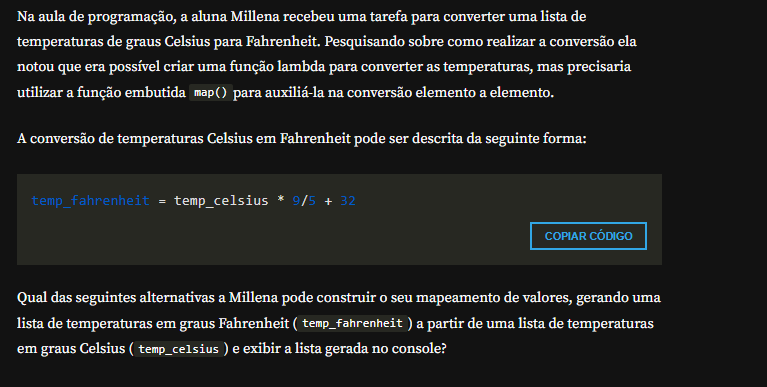 Na aula de programação, a aluna Millena recebeu uma tarefa para converter uma lista de
temperaturas de graus Celsius para Fahrenheit. Pesquisando sobre como realizar a conversão ela
notou que era possível criar uma função lambda para converter as temperaturas, mas precisaria
utilizar a função embutida map() para auxiliá-la na conversão elemento a elemento.
A conversão de temperaturas Celsius em Fahrenheit pode ser descrita da seguinte forma:
temp_fahrenheit = temp_celsius * 9/5 + 32
COPIAR CÓDIGO
Qual das seguintes alternativas a Millena pode construir o seu mapeamento de valores, gerando uma
lista de temperaturas em graus Fahrenheit ( temp_fahrenheit ) a partir de uma lista de temperaturas
em graus Celsius ( temp_celsius ) e exibir a lista gerada no console?